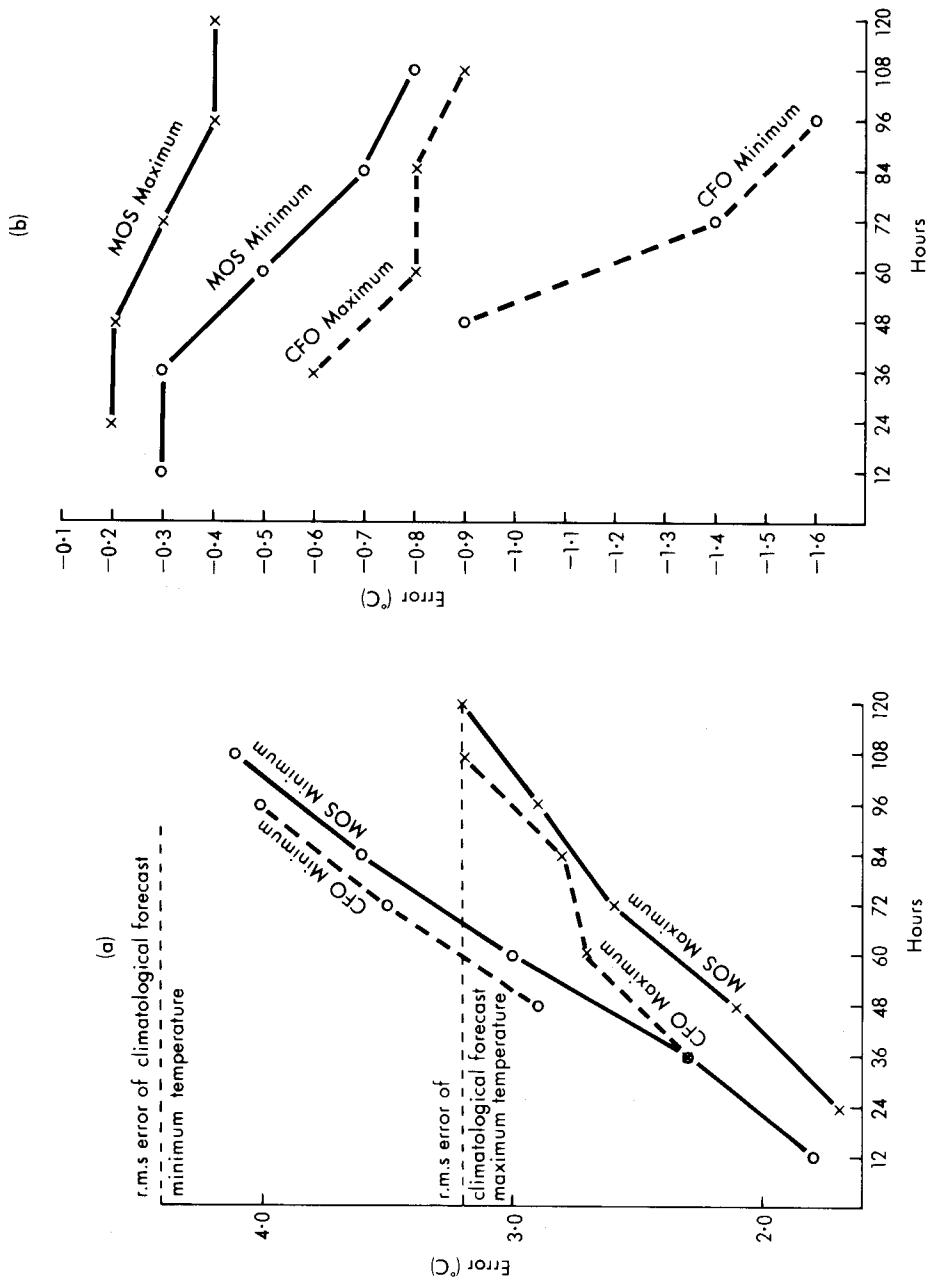 (a)
r.m.s error of climatological forecast
minimum temperature
r.m.s error of
climatological forecast
maximum temperature
CFO Minimum
MOS Minimum
CFO Maximum
MOS Maximum
Error (°C)
4·0
3·0
2·0
12 24 36 48 60 72 84 96 108 120
Hours
(b)
MOS Maximum
MOS Minimum
CFO Maximum
CFO Minimum
Error (°C)
−0·1
−0·2
−0·3
−0·4
−0·5
−0·6
−0·7
−0·8
−0·9
−1·0
−1·1
−1·2
−1·3
−1·4
−1·5
−1·6
12 24 36 48 60 72 84 96 108 120
Hours